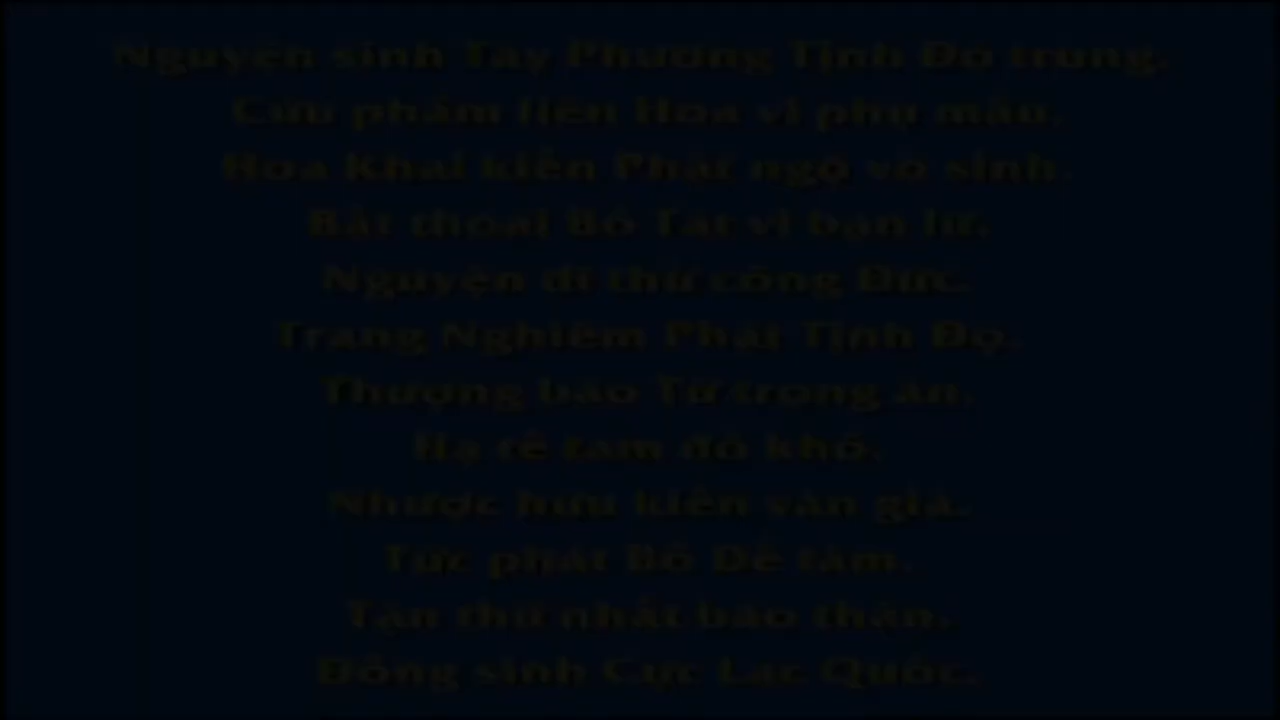 Nguyện sinh Tây Phương Tịnh Độ trung,
Cửu phẩm liên Hoa vi phụ mẫu.
Hoa Khai kiến Phật ngộ vô sinh
Bất thoái Bồ Tát vi bạn lữ.
Nguyện dĩ thử công Đức.
Trang Nghiêm Phật Tịnh Độ.
Thượng báo Tứ trọng ân.
Hạ tế tam đồ khổ.
Nhược hữu kiến văn giả.
Tức phát Bồ Đề tâm.
Tận thử nhất báo thân.
Đồng sinh Cực Lạc Quốc.